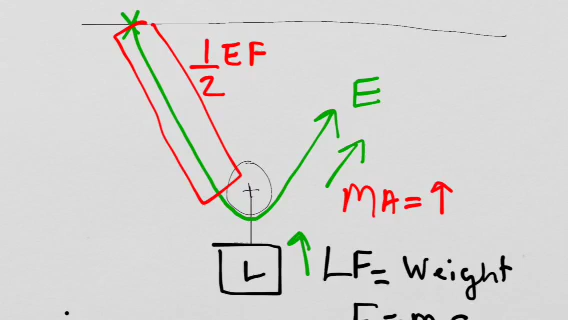 1/2 EF
E
MA = ↑
L
LF = Weight